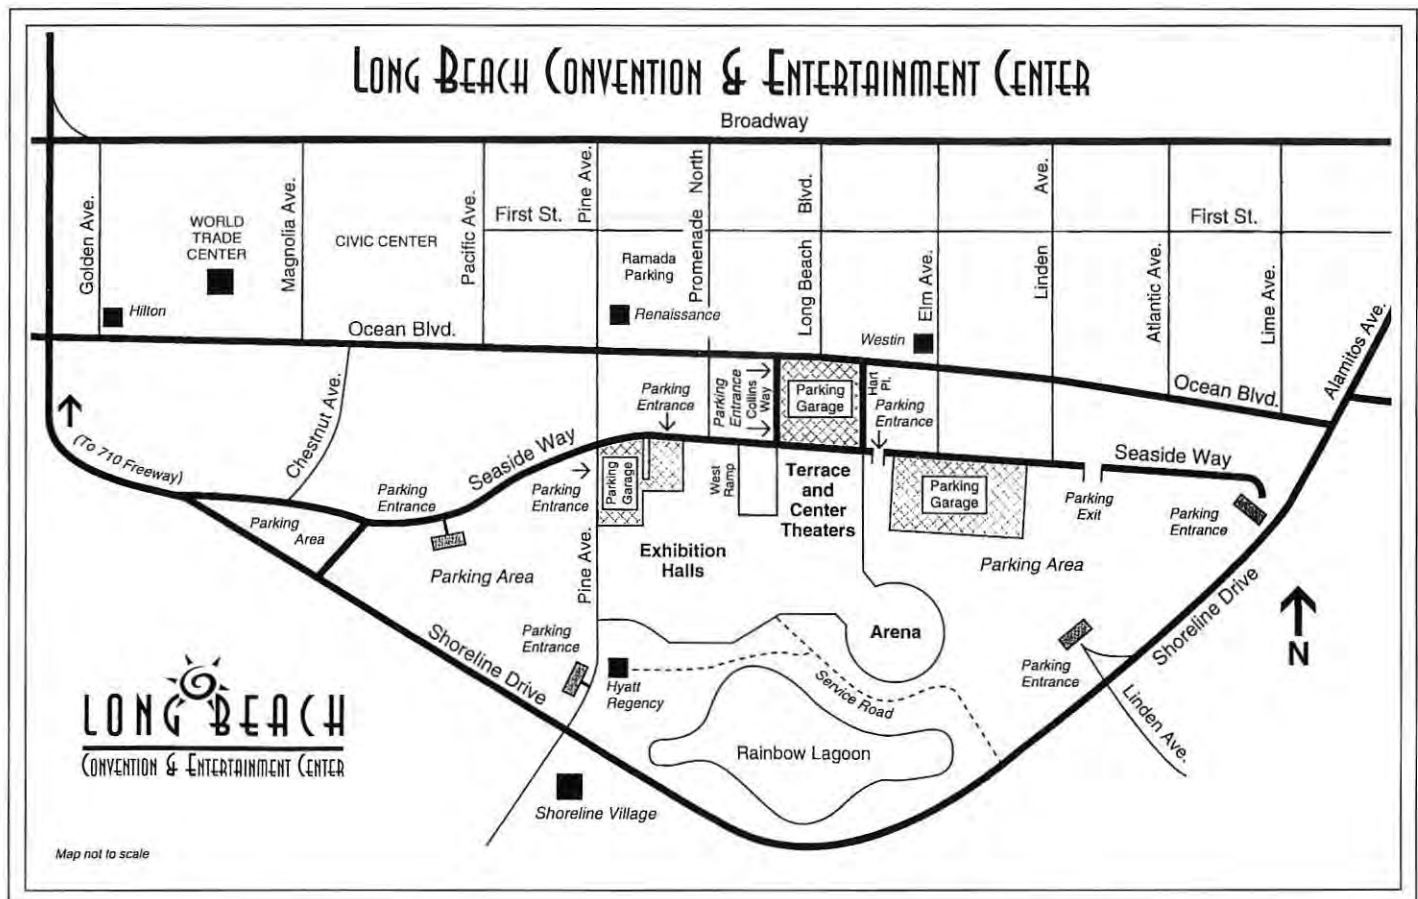 LONG BEACH CONVENTION & ENTERTAINMENT CENTER
Broadway
Golden Ave.
WORLD
TRADE
CENTER
Magnolia Ave.
CIVIC CENTER
Pacific Ave.
First St.
Pine Ave.
Ramada
Parking
Promenade North
Long Beach Blvd.
Elm Ave.
Linden Ave.
Atlantic Ave.
First St.
Lime Ave.
Alamitos Ave.
Hilton
Renaissance
Westin
Ocean Blvd.
Ocean Blvd.
Chestnut Ave.
(To 710 Freeway)
Parking
Area
Parking
Entrance
Seaside Way
Parking
Entrance
Parking
Entrance
Parking
Entrance
Collins
Way
Parking
Garage
Hart
Pl.
Parking
Entrance
Parking
Garage
West
Ramp
Terrace
and
Center
Theaters
Parking
Garage
Parking
Exit
Seaside Way
Parking
Entrance
Parking Area
Pine Ave.
Exhibition
Halls
Parking Area
Arena
Shoreline Drive
N
Parking
Entrance
Shoreline Drive
Hyatt
Regency
Service Road
Parking
Entrance
Linden Ave.
Rainbow Lagoon
Shoreline Village
LONG BEACH
CONVENTION & ENTERTAINMENT CENTER
Map not to scale